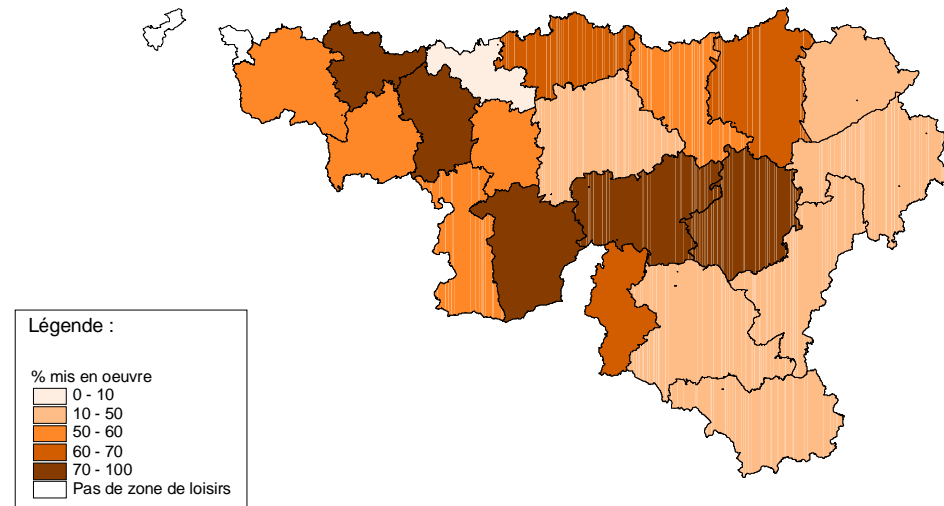 Légende :
% mis en oeuvre
0 - 10
10 - 50
50 - 60
60 - 70
70 - 100
Pas de zone de loisirs